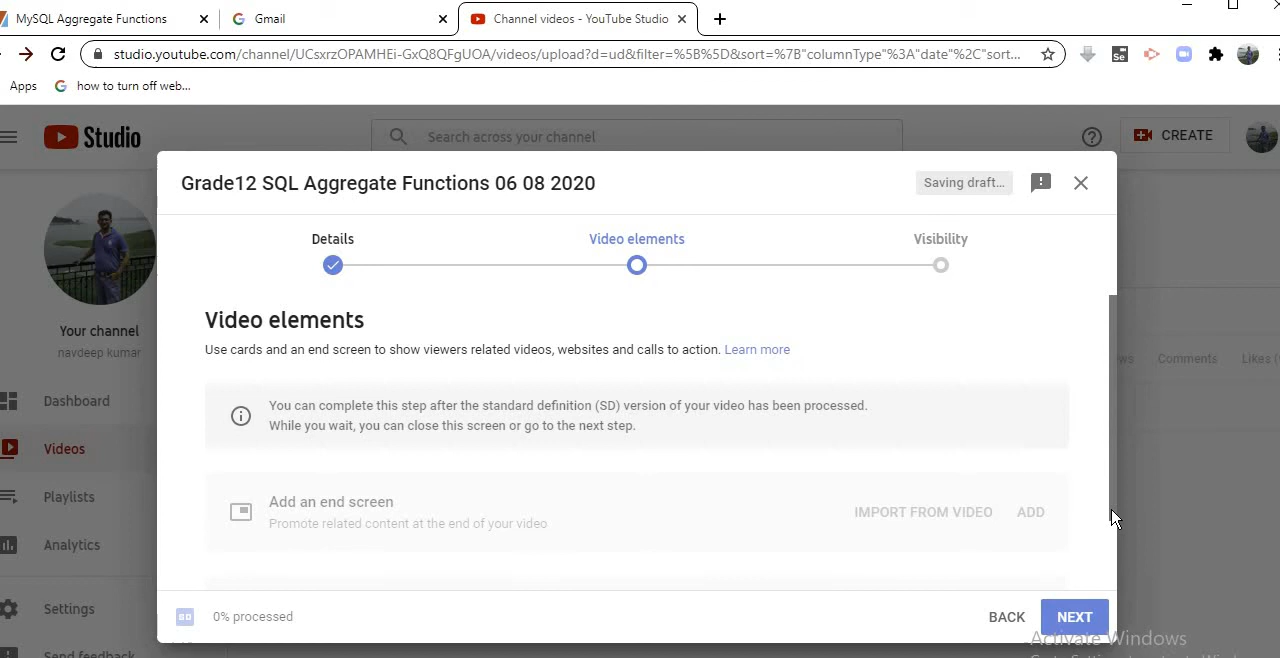 MySQL Aggregate Functions
Gmail
Channel videos - YouTube Studio
studio.youtube.com/channel/UCsxrzOPAMHEi-GxQ8QFgUOA/videos/upload?d=ud&filter=%5B%5D&sort=%7B"columnType"%3A"date"%2C"sort...
Se
Apps
how to turn off web...
Studio
Search across your channel
CREATE
Grade12 SQL Aggregate Functions 06 08 2020
Saving draft...
Details
Video elements
Visibility
Your channel
navdeep kumar
Video elements
Use cards and an end screen to show viewers related videos, websites and calls to action. Learn more
Comments
Likes (
Dashboard
You can complete this step after the standard definition (SD) version of your video has been processed.
While you wait, you can close this screen or go to the next step.
Videos
Playlists
Add an end screen
Promote related content at the end of your video
IMPORT FROM VIDEO
ADD
Analytics
Settings
SD
0% processed
BACK
NEXT
Activate Windows
Send feedback